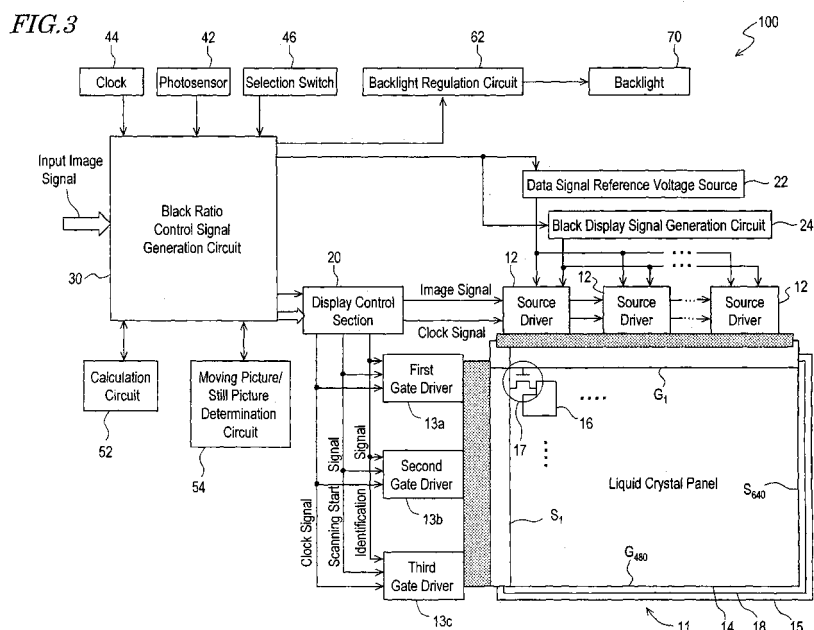 FIG.3
100
44
42
46
62
70
Clock
Photosensor
Selection Switch
Backlight Regulation Circuit
Backlight
Input Image
Signal
Black Ratio
Control Signal
Generation Circuit
30
Data Signal Reference Voltage Source
22
Black Display Signal Generation Circuit
24
20
Display Control
Section
Image Signal
Clock Signal
12
Source
Driver
12
Source
Driver
12
Source
Driver
Calculation
Circuit
52
Moving Picture/
Still Picture
Determination
Circuit
54
Clock Signal
Scanning Start Signal
Identification Signal
First
Gate Driver
13a
Second
Gate Driver
13b
Third
Gate Driver
13c
17
16
G1
Liquid Crystal Panel
S1
S640
G480
11
14
18
15